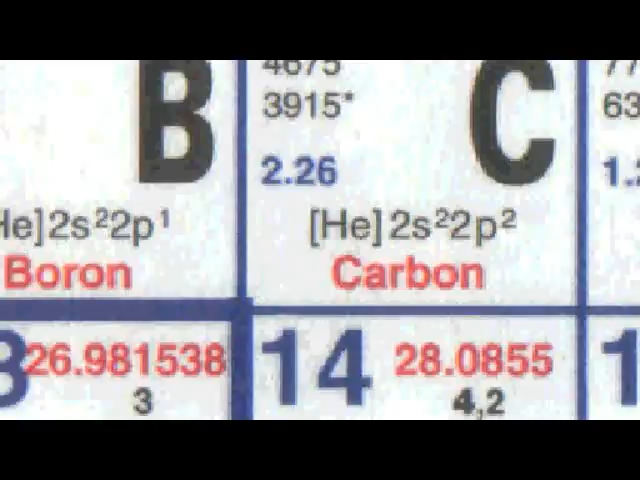 B
[He]2s²2p¹
Boron
4675
3915*
2.26
C
[He]2s²2p²
Carbon
26.981538
3
14
28.0855
4,2